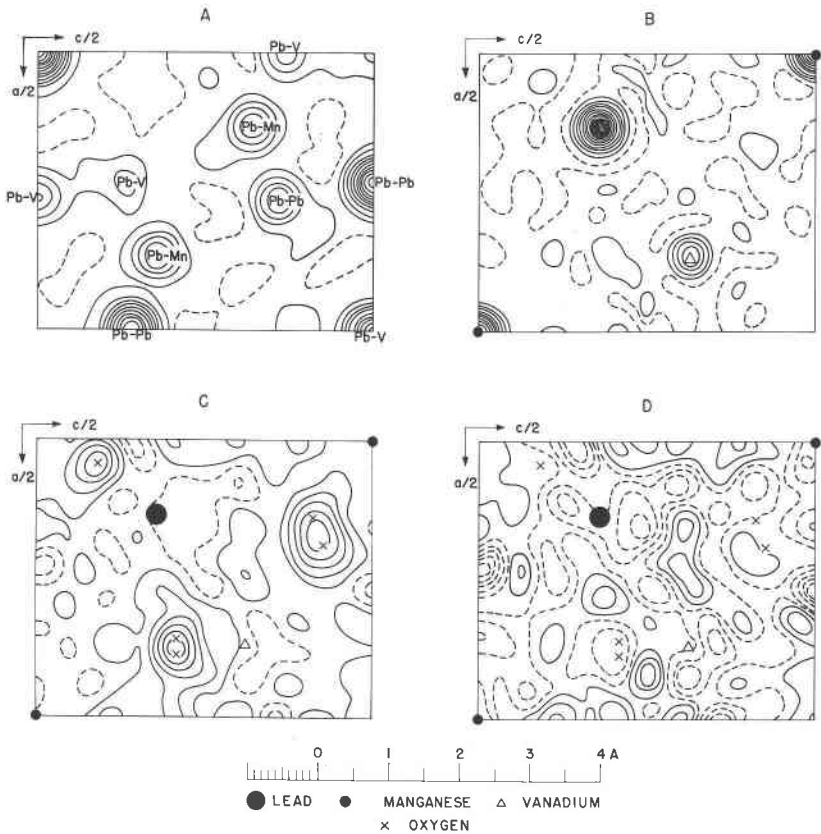 A
B
c/2
a/2
Pb-V
Pb-Mn
Pb-V
Pb-V
Pb-Pb
Pb-Pb
Pb-Mn
Pb-Pb
Pb-V
c/2
a/2
C
D
c/2
a/2
c/2
a/2
0 1 2 3 4 A
LEAD MANGANESE VANADIUM
OXYGEN